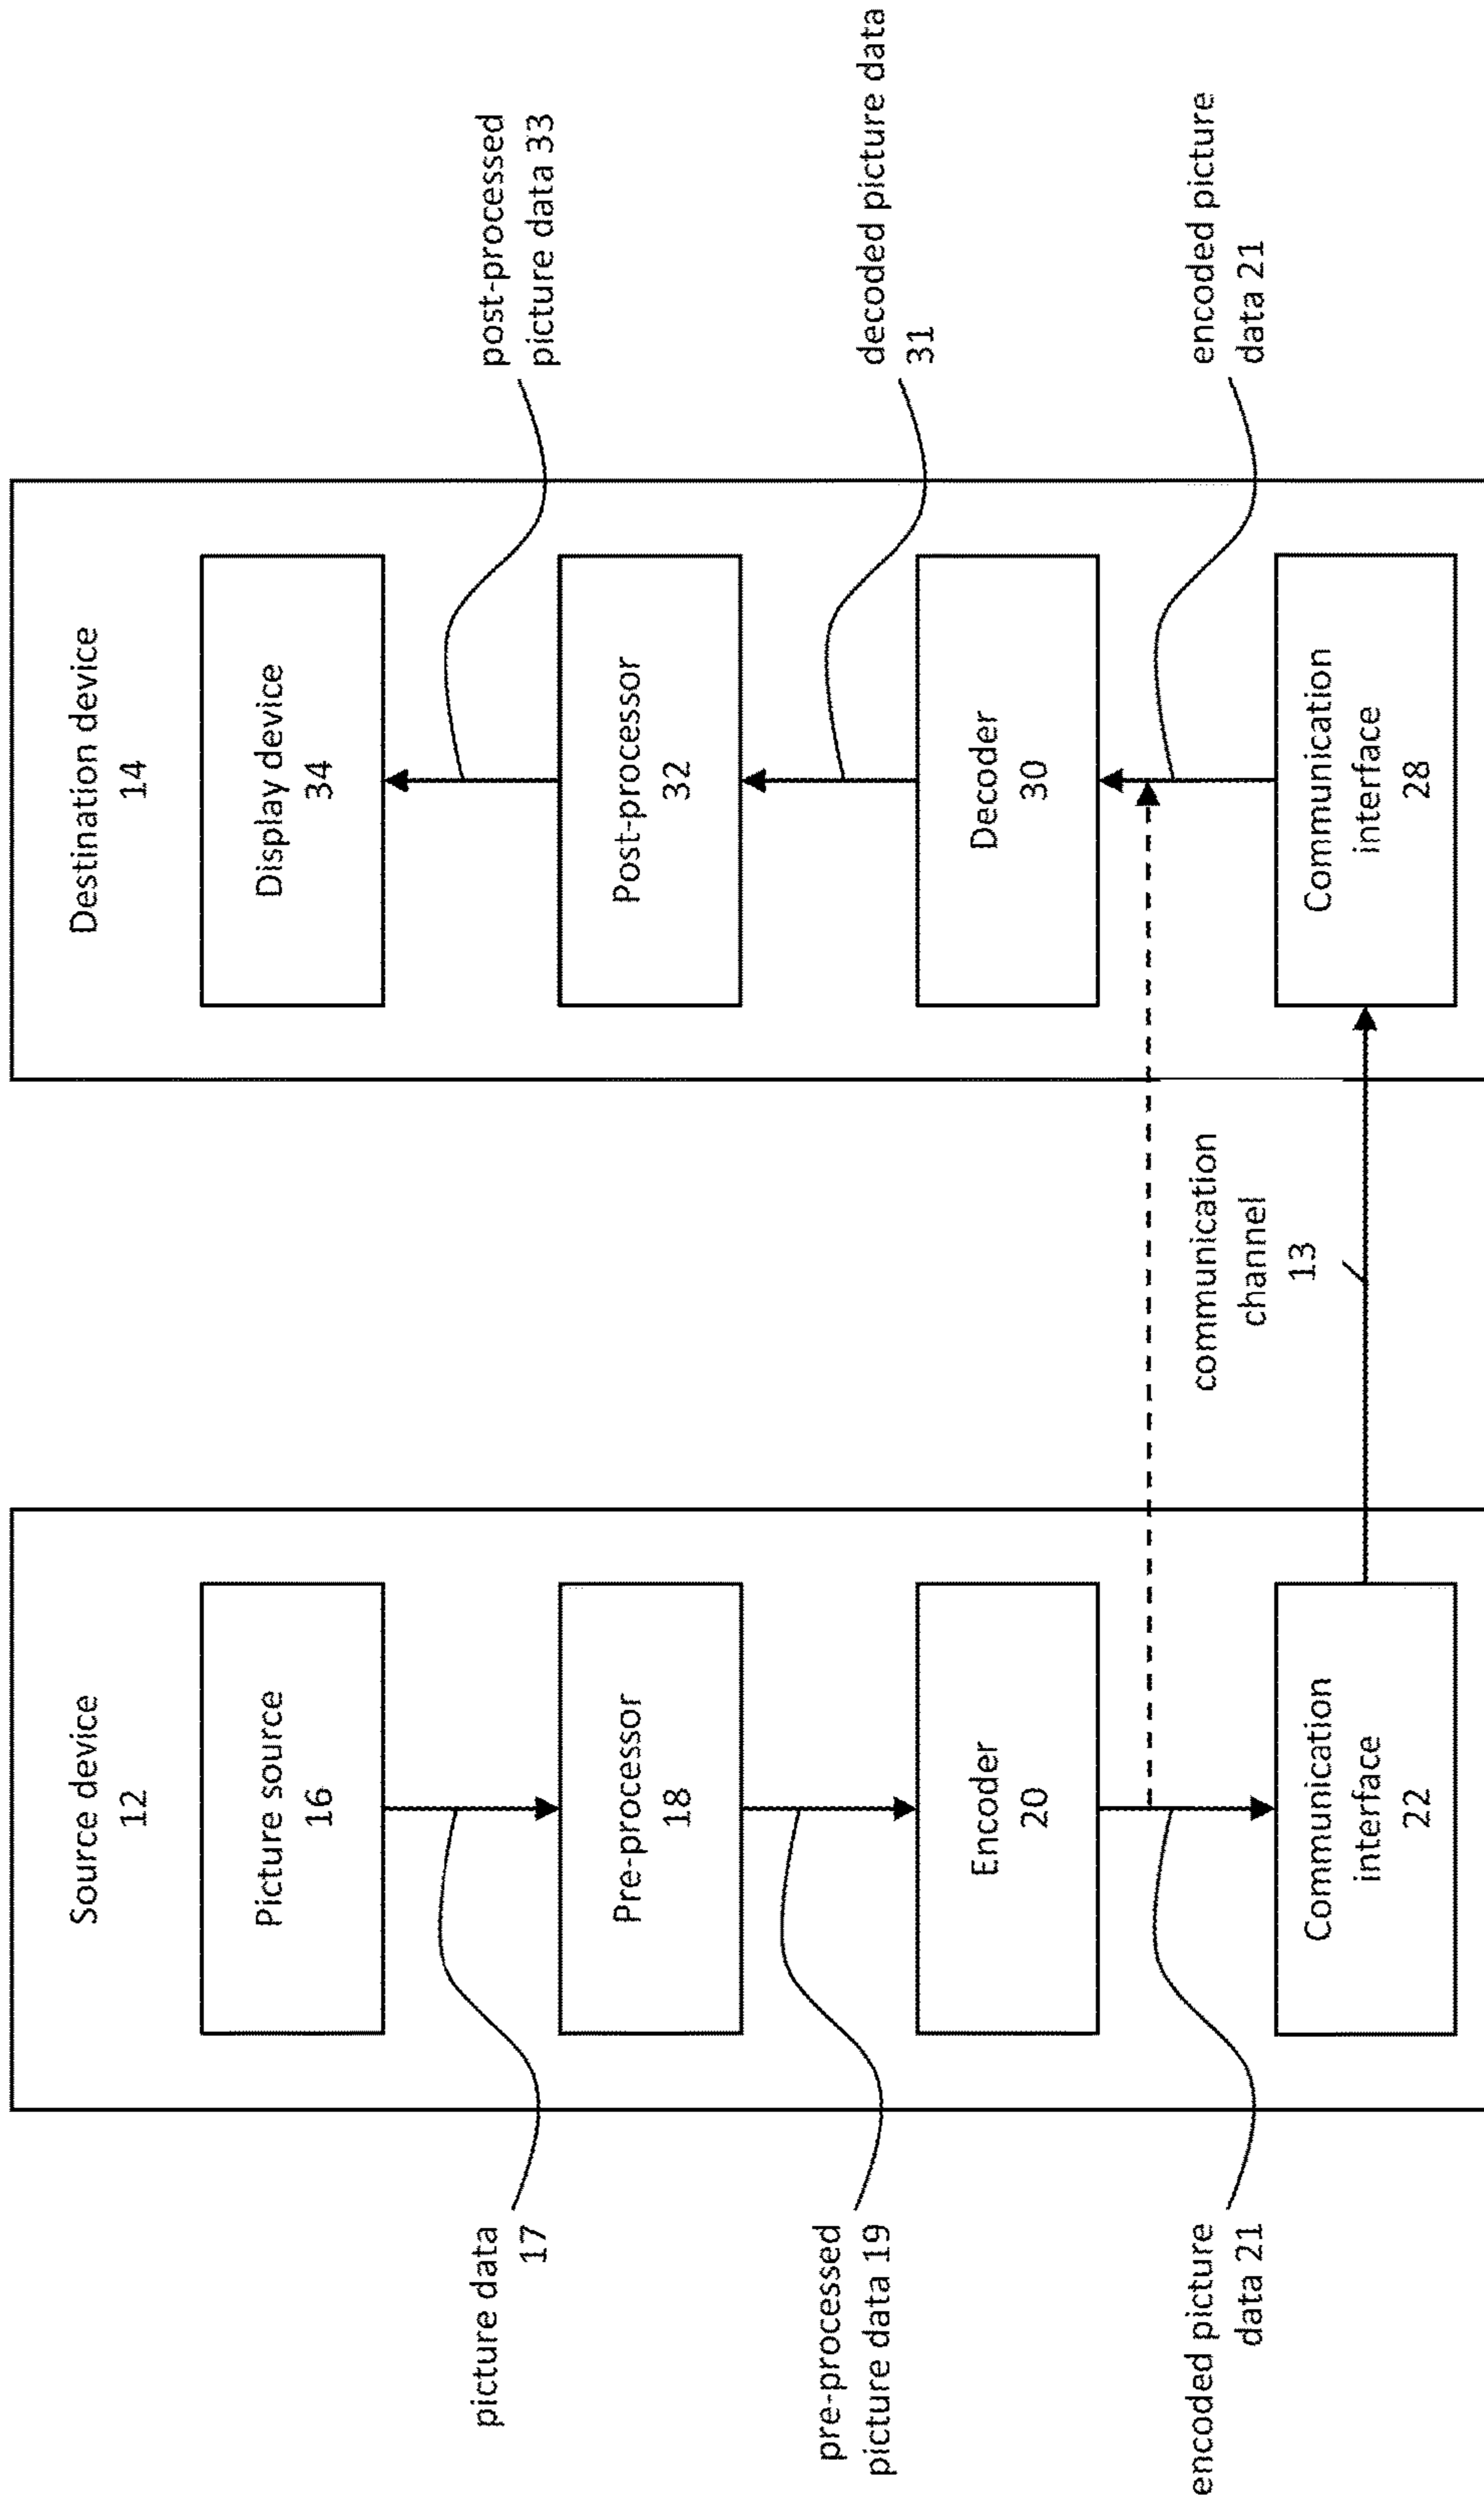 Source device
12
Picture source
16
picture data
17
Pre-processor
18
pre-processed
picture data 19
Encoder
20
encoded picture
data 21
Communication
interface
22
communication
channel
13
Destination device
14
Display device
34
post-processed
picture data 33
Post-processor
32
decoded picture data
31
Decoder
30
encoded picture
data 21
Communication
interface
28